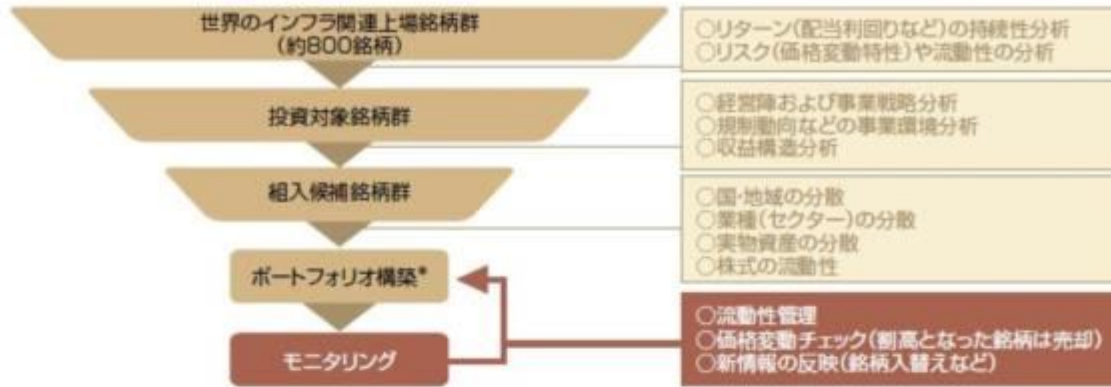 世界のインフラ関連上場銘柄群
(約800銘柄)
○リターン(配当利回りなど)の持続性分析
○リスク(価格変動特性)や流動性の分析
投資対象銘柄群
○経営陣および事業戦略分析
○規制動向などの事業環境分析
○収益構造分析
組入候補銘柄群
○国・地域の分散
○業種(セクター)の分散
○実物資産の分散
○株式の流動性
ポートフォリオ構築*
モニタリング
○流動性管理
○価格変動チェック(割高となった銘柄は売却)
○新情報の反映(銘柄入替えなど)